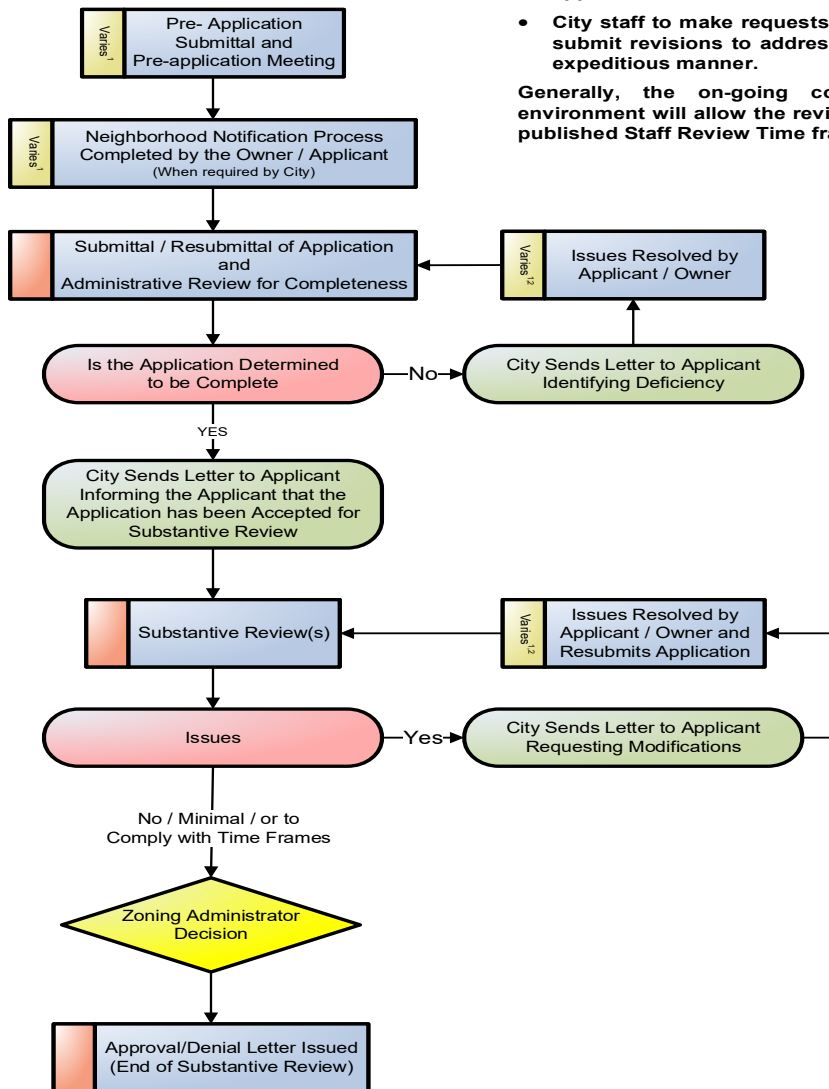 • City staff to make requests
submit revisions to addres
expeditious manner.
Generally, the on-going co
environment will allow the revi
published Staff Review Time fra
Varies1
Pre- Application
Submittal and
Pre-application Meeting
Varies1
Neighborhood Notification Process
Completed by the Owner / Applicant
(When required by City)
Submittal / Resubmittal of Application
and
Administrative Review for Completeness
Varies12
Issues Resolved by
Applicant / Owner
Is the Application Determined
to be Complete
No
City Sends Letter to Applicant
Identifying Deficiency
YES
City Sends Letter to Applicant
Informing the Applicant that the
Application has been Accepted for
Substantive Review
Substantive Review(s)
Varies12
Issues Resolved by
Applicant / Owner and
Resubmits Application
Issues
Yes
City Sends Letter to Applicant
Requesting Modifications
No / Minimal / or to
Comply with Time Frames
Zoning Administrator
Decision
Approval/Denial Letter Issued
(End of Substantive Review)